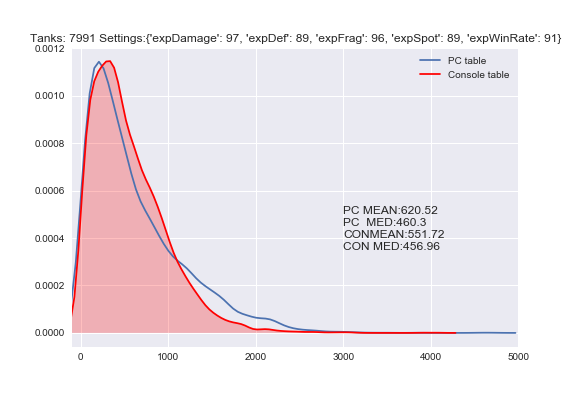 Tanks: 7991 Settings:{'expDamage': 97, 'expDef': 89, 'expFrag': 96, 'expSpot': 89, 'expWinRate': 91}
0.0012
PC table
Console table
0.0010
0.0008
0.0006
PC MEAN:620.52
PC  MED:460.3
0.0004
CONMEAN:551.72
CON MED:456.96
0.0002
0.0000
0 1000 2000 3000 4000 5000